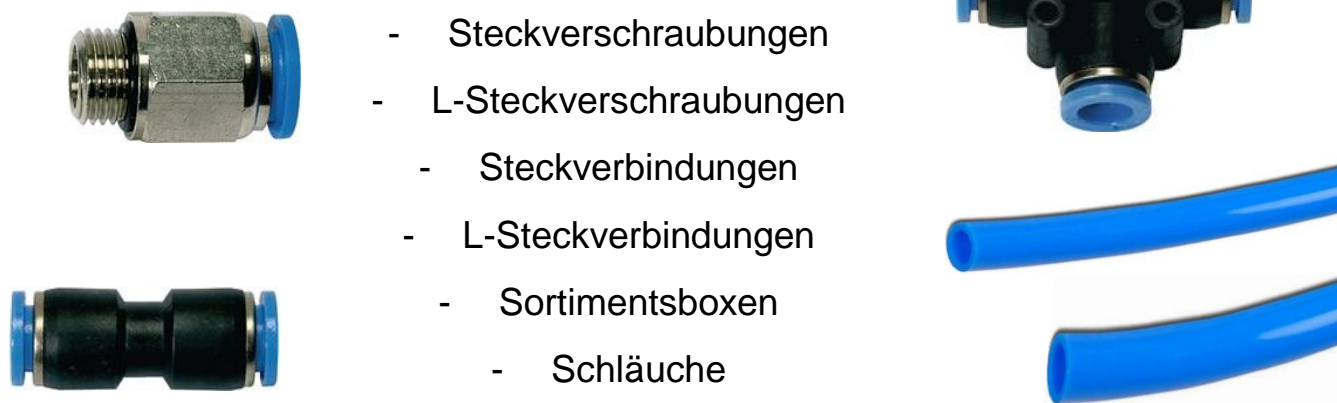 - Steckverschraubungen
- L-Steckverschraubungen
- Steckverbindungen
- L-Steckverbindungen
- Sortimentsboxen
- Schläuche